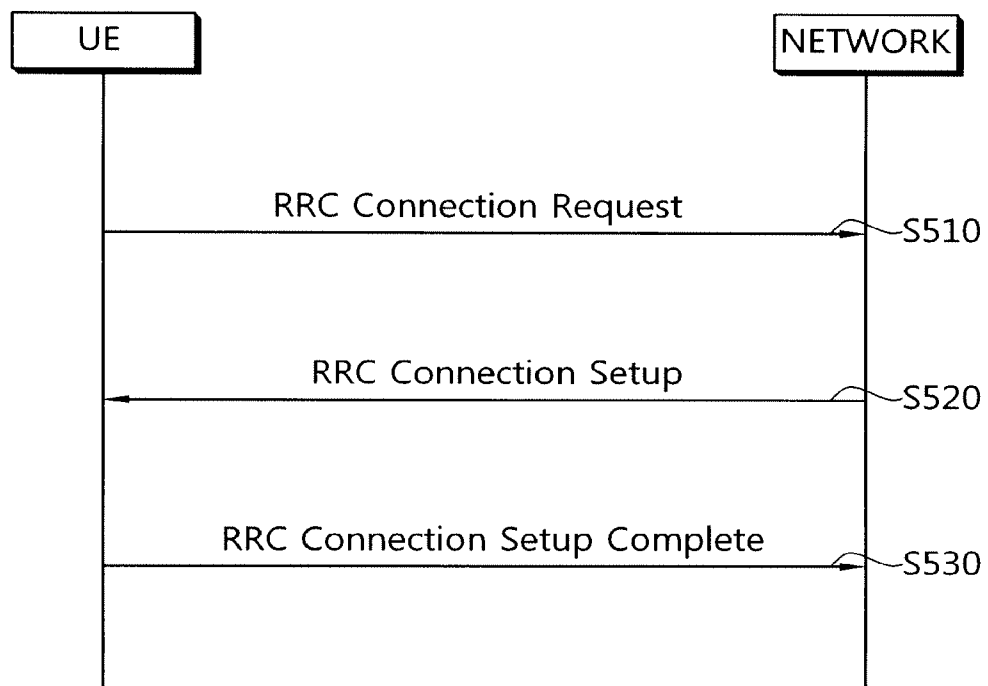 UE
NETWORK
RRC Connection Request
S510
RRC Connection Setup
S520
RRC Connection Setup Complete
S530